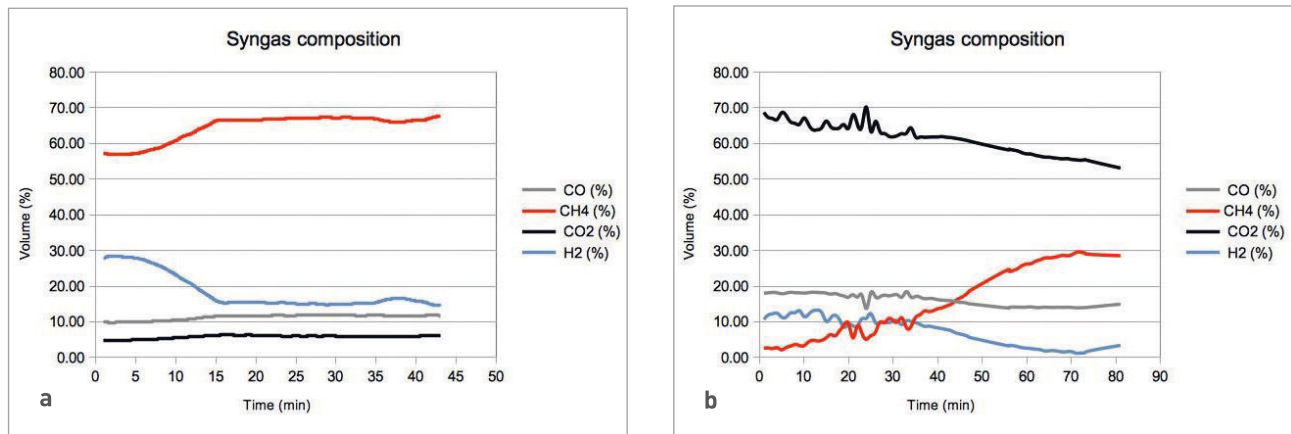 Syngas composition
80.00
70.00
60.00
50.00
40.00
30.00
20.00
10.00
0.00
Volume (%)
0 5 10 15 20 25 30 35 40 45 50
Time (min)
CO (%)
CH4 (%)
CO2 (%)
H2 (%)
a
Syngas composition
80.00
70.00
60.00
50.00
40.00
30.00
20.00
10.00
0.00
Volume (%)
0 10 20 30 40 50 60 70 80 90
Time (min)
CO (%)
CH4 (%)
CO2 (%)
H2 (%)
b